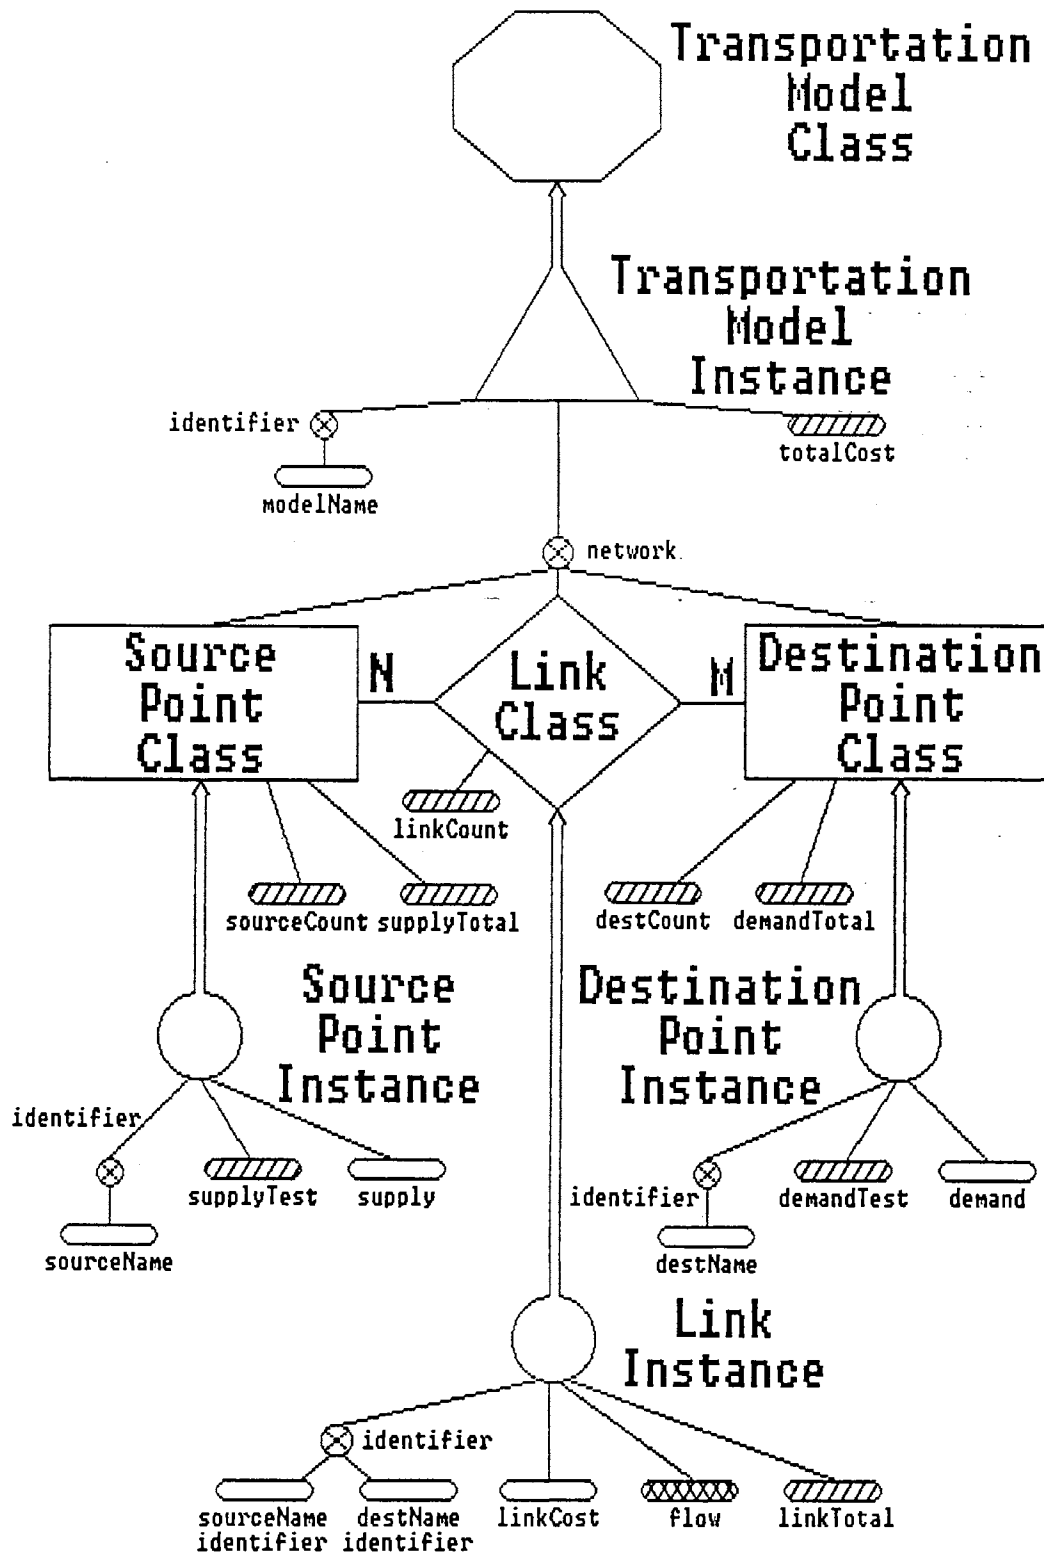 Transportation
Model
Class
Transportation
Model
Instance
identifier
totalCost
modelName
network
Source
Point
Class
N
Link
Class
M
Destination
Point
Class
linkCount
sourceCount
supplyTotal
destCount
demandTotal
Source
Point
Instance
Destination
Point
Instance
identifier
supplyTest
supply
sourceName
identifier
demandTest
demand
destName
Link
Instance
identifier
sourceName
identifier
destName
identifier
linkCost
flow
linkTotal